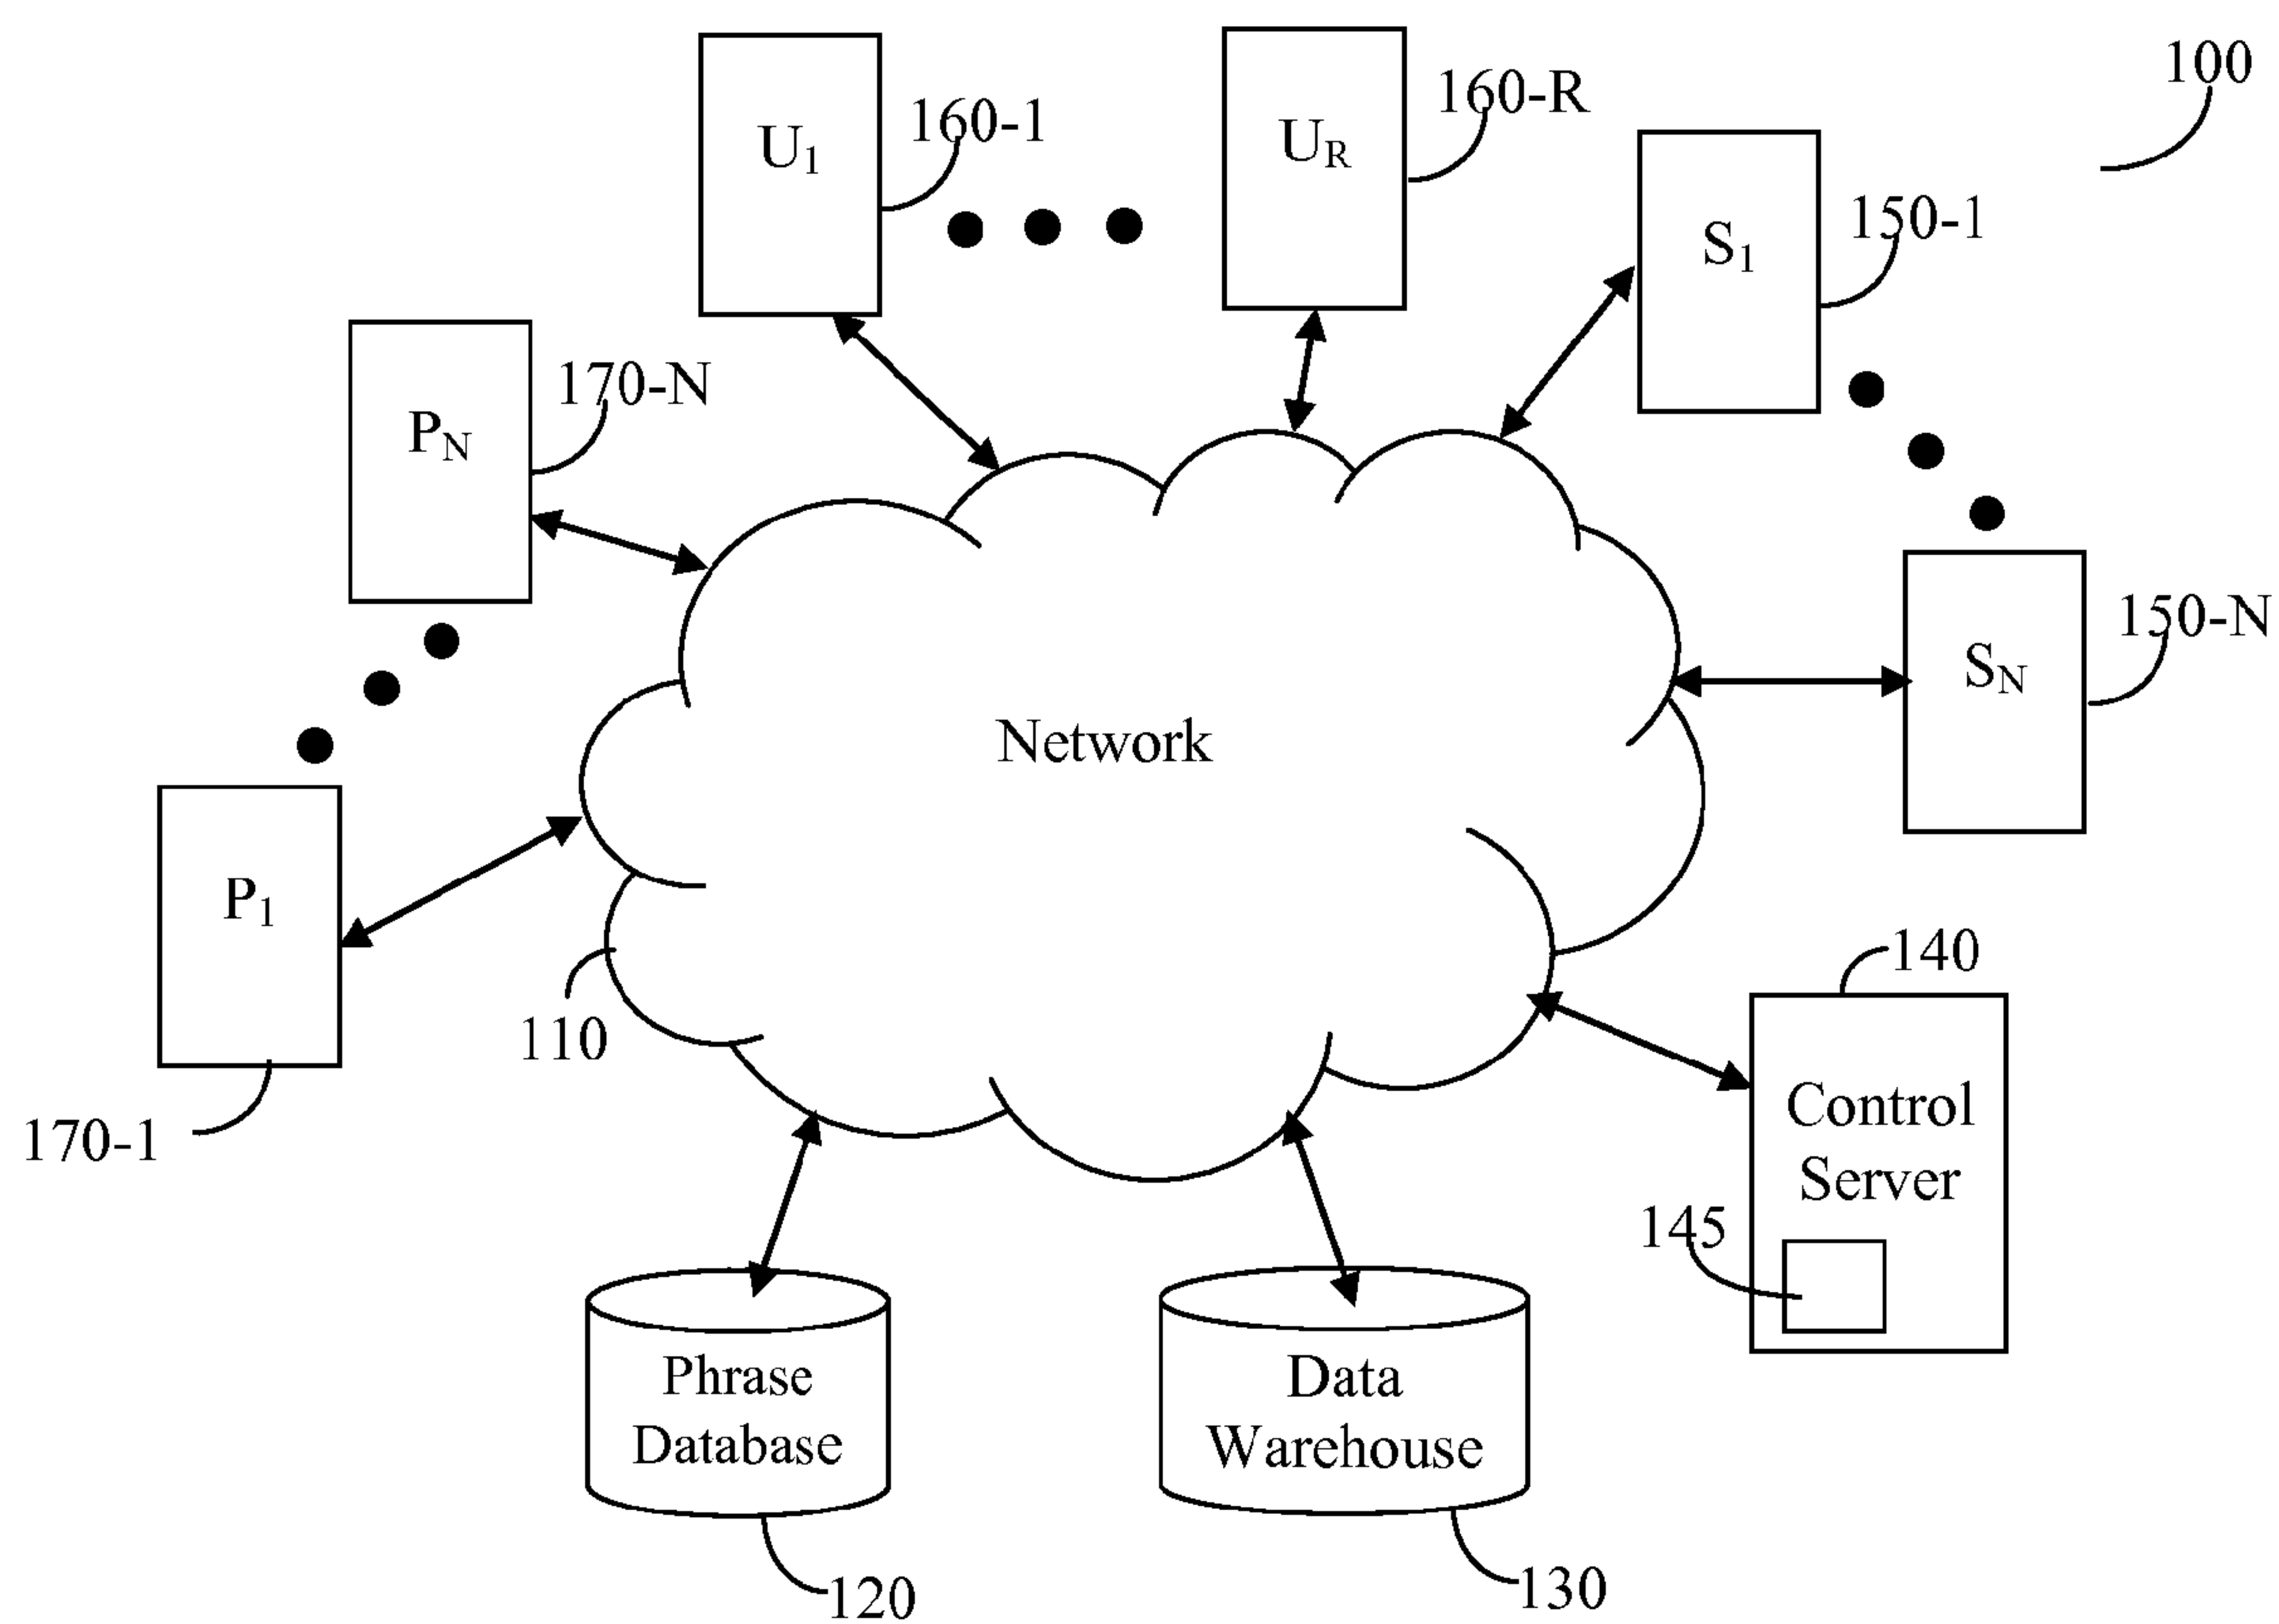 100
U1
160-1
UR
160-R
S1
150-1
PN
170-N
SN
150-N
Network
P1
170-1
110
140
Control
Server
145
Phrase
Database
Data
Warehouse
120
130